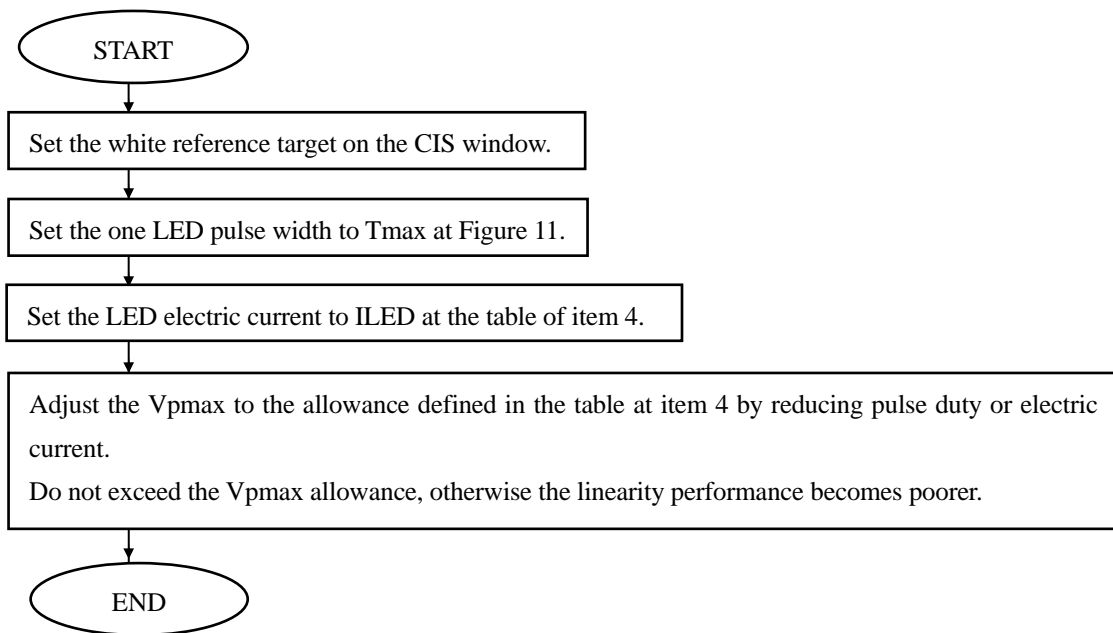 START
Set the white reference target on the CIS window.
Set the one LED pulse width to Tmax at Figure 11.
Set the LED electric current to ILED at the table of item 4.
Adjust the Vpmax to the allowance defined in the table at item 4 by reducing pulse duty or electric
current.
Do not exceed the Vpmax allowance, otherwise the linearity performance becomes poorer.
END